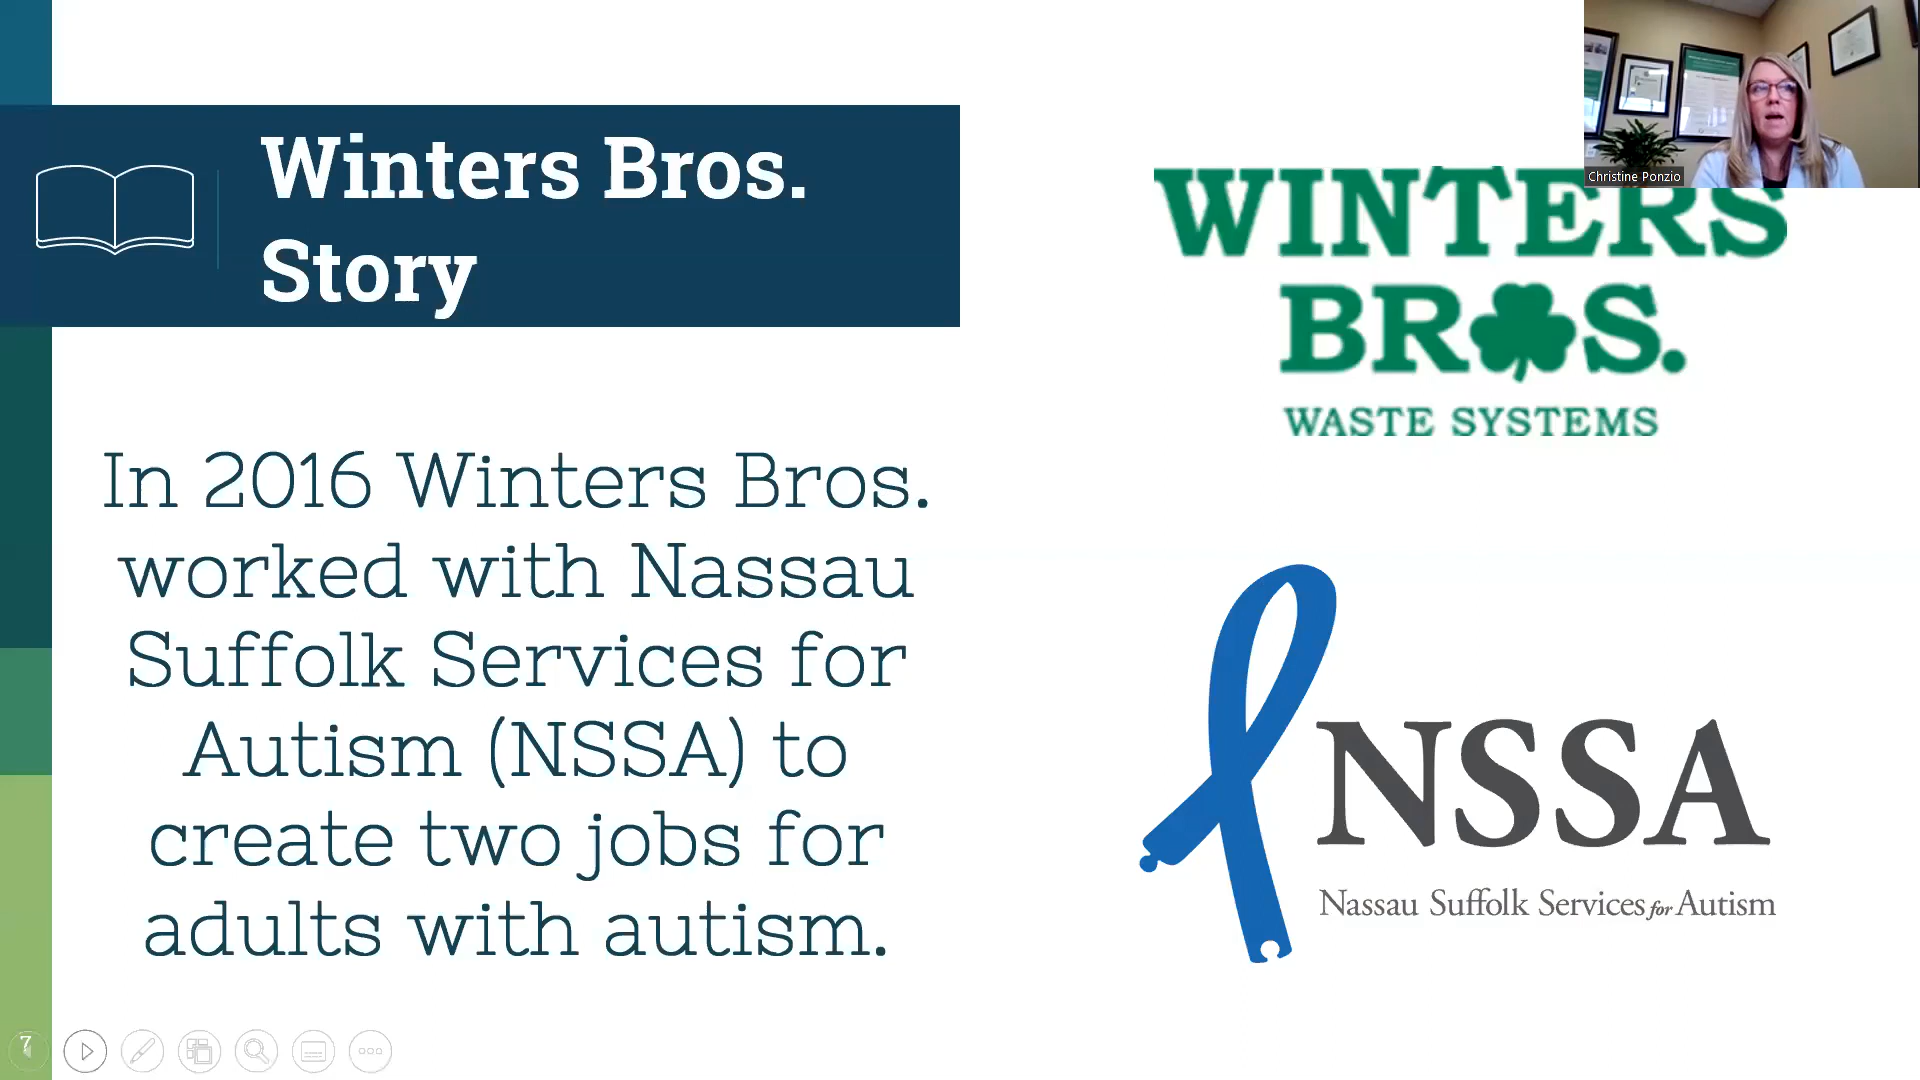 Winters Bros.
Story
In 2016 Winters Bros.
worked with Nassau
Suffolk Services for
Autism (NSSA) to
create two jobs for
adults with autism.
7
Christine Ponzio
WINTERS
BROS.
WASTE SYSTEMS
NSSA
Nassau Suffolk Services for Autism